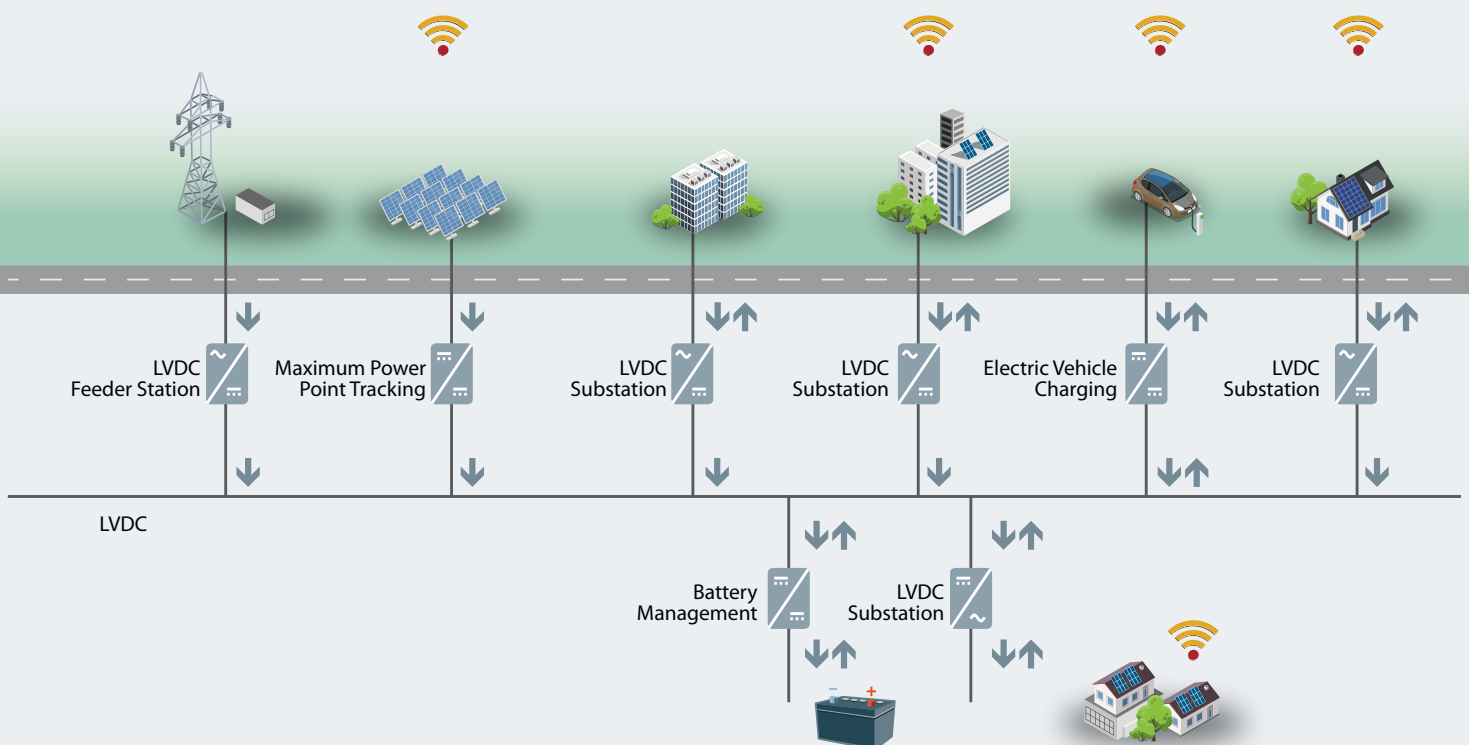 LVDC
Feeder Station
Maximum Power
Point Tracking
LVDC
Substation
LVDC
Substation
Electric Vehicle
Charging
LVDC
Substation
LVDC
Battery
Management
LVDC
Substation